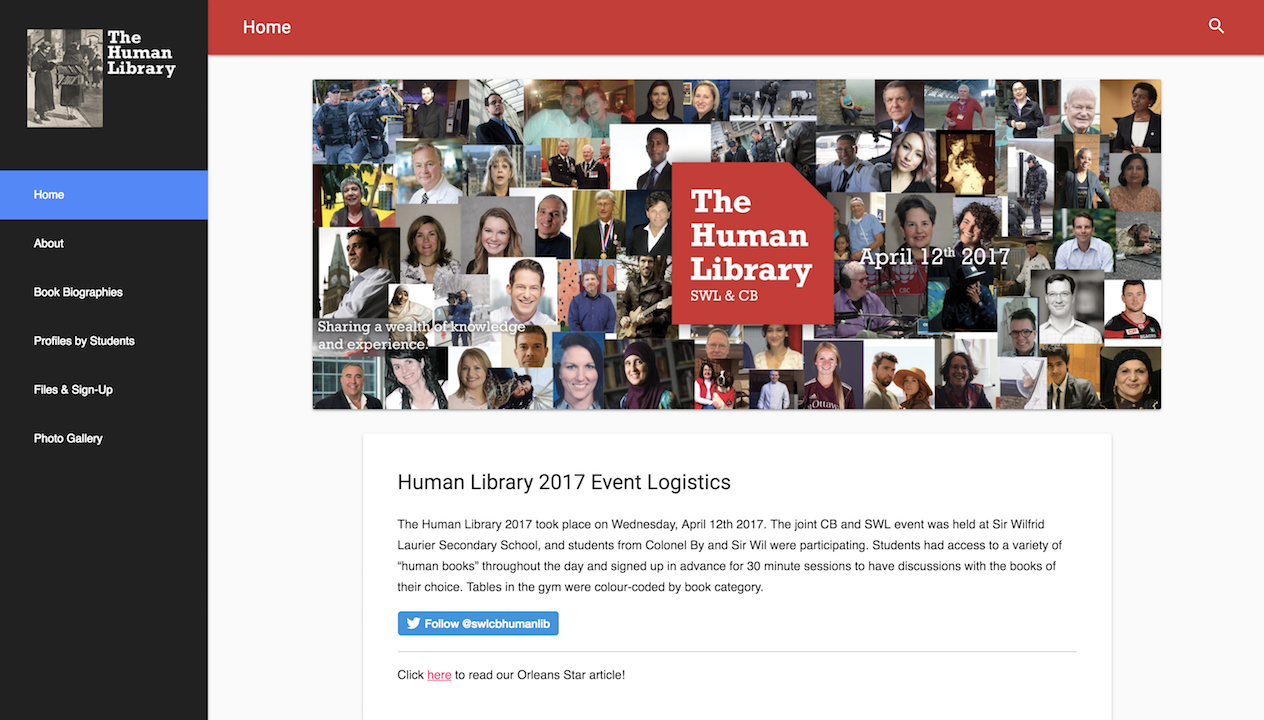 The
Human
Library
Home
Home
About
Book Biographies
Profiles by Students
Files & Sign-Up
Photo Gallery
The
Human
Library
SWL & CB
April 12th 2017
Sharing a wealth of knowledge
and experience.
Human Library 2017 Event Logistics
The Human Library 2017 took place on Wednesday, April 12th 2017. The joint CB and SWL event was held at Sir Wilfrid
Laurier Secondary School, and students from Colonel By and Sir Wil were participating. Students had access to a variety of
“human books” throughout the day and signed up in advance for 30 minute sessions to have discussions with the books of
their choice. Tables in the gym were colour-coded by book category.
Follow @swlcbhumanlib
Click here to read our Orleans Star article!